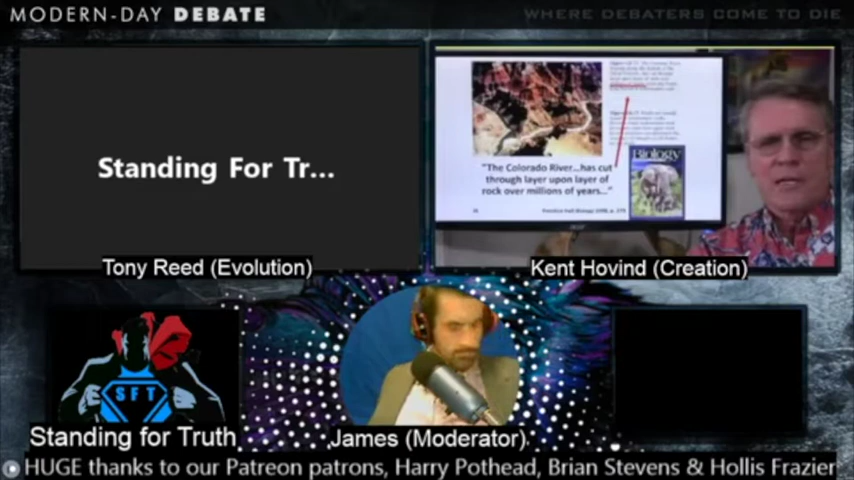 MODERN-DAY DEBATE
WHERE DEBATERS COME TO DIE
Standing For Tr...
"The Colorado River...has cut
through layer upon layer of
rock over millions of years..."
Biology
acer
Tony Reed (Evolution)
Kent Hovind (Creation)
SFT
Standing for Truth
James (Moderator)
HUGE thanks to our Patreon patrons, Harry Pothead, Brian Stevens & Hollis Frazier